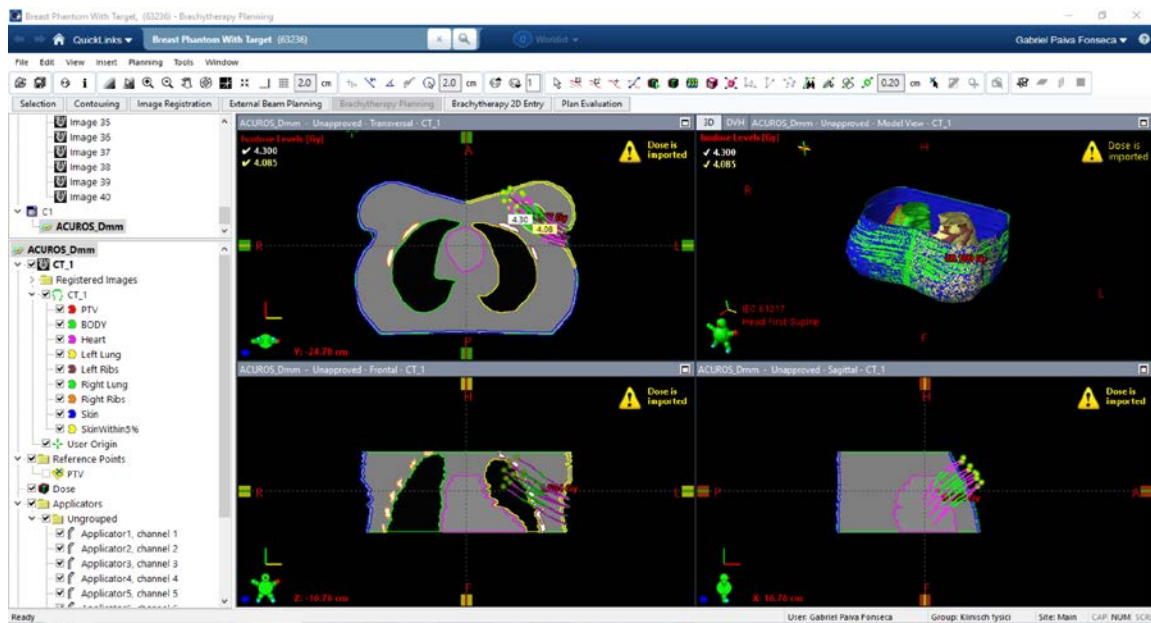 Breast Phantom With Target, (63236) - Brachytherapy Planning
QuickLinks
Breast Phantom With Target (63236)
Worklist
Gabriel Paiva Fonseca
File Edit View Insert Planning Tools Window
2.0 cm
2.0 cm
1
0.20 cm
Selection
Contouring
Image Registration
External Beam Planning
Brachytherapy Planning
Brachytherapy 2D Entry
Plan Evaluation
Image 35
Image 36
Image 37
Image 38
Image 39
Image 40
C1
ACUROS_Dmm
ACUROS_Dmm
CT_1
Registered Images
CT_1
PTV
BODY
Heart
Left Lung
Left Ribs
Right Lung
Right Ribs
Skin
SkinWithin5%
User Origin
Reference Points
PTV
Dose
Applicators
Ungrouped
Applicator1, channel 1
Applicator2, channel 2
Applicator3, channel 3
Applicator4, channel 4
Applicator5, channel 5
ACUROS_Dmm - Unapproved - Transversal - CT_1
Isodose Levels [Gy]
4.300
4.085
Dose is
imported
A
R
L
P
4.30
4.08
Y: -24.76 cm
3D
DVH
ACUROS_Dmm - Unapproved - Model View - CT_1
Isodose Levels [Gy]
4.300
4.085
Dose is
imported
H
R
L
F
IEC 61217
Head First-Supine
ACUROS_Dmm - Unapproved - Frontal - CT_1
Dose is
imported
H
R
L
F
Z: -16.76 cm
ACUROS_Dmm - Unapproved - Sagittal - CT_1
Dose is
imported
H
P
A
F
X: 16.76 cm
Ready
User: Gabriel Paiva Fonseca
Group: Klinisch fysici
Site: Main
CAP NUM SCR